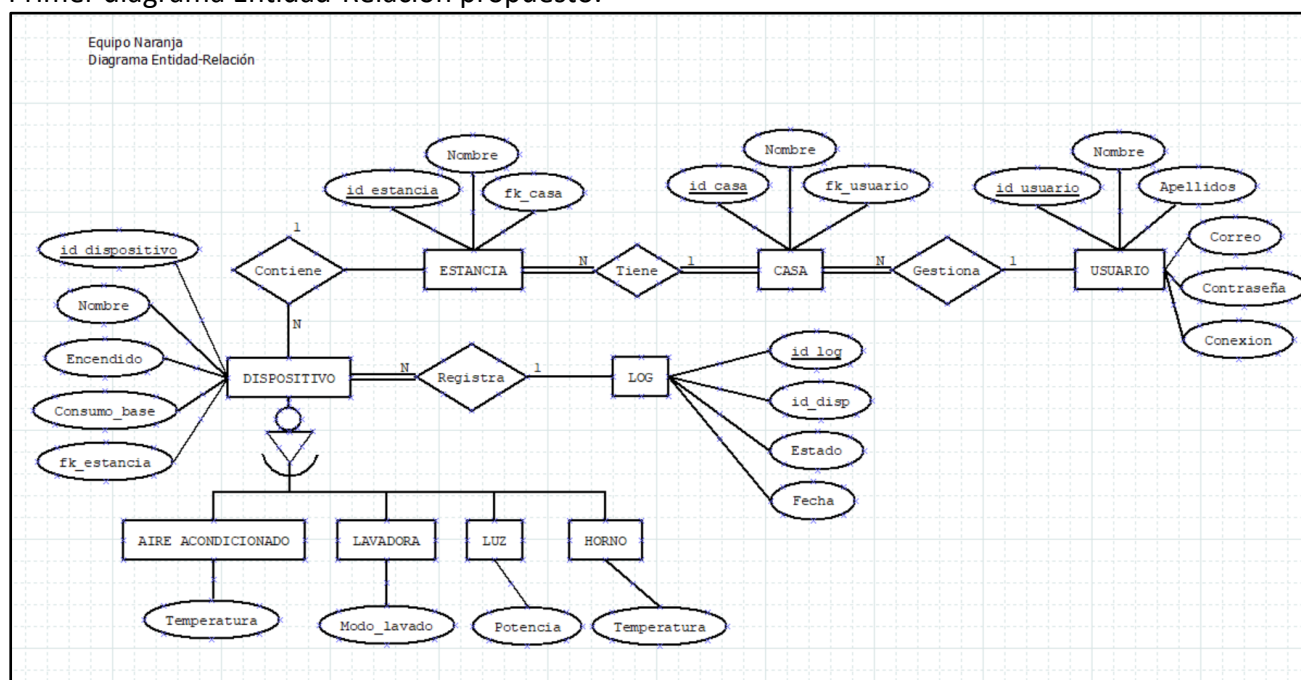 Primer diagrama Entidad-Relación propuesto:
Equipo Naranja
Diagrama Entidad-Relación
Nombre
id_estancia
fk_casa
Nombre
id_casa
fk_usuario
Nombre
id_usuario
Apellidos
Correo
Contraseña
Conexion
id_dispositivo
Nombre
Encendido
Consumo_base
fk_estancia
1
Contiene
N
ESTANCIA
N
Tiene
1
CASA
N
Gestiona
1
USUARIO
DISPOSITIVO
N
Registra
1
LOG
id_log
id_disp
Estado
Fecha
AIRE ACONDICIONADO
LAVADORA
LUZ
HORNO
Temperatura
Modo_lavado
Potencia
Temperatura